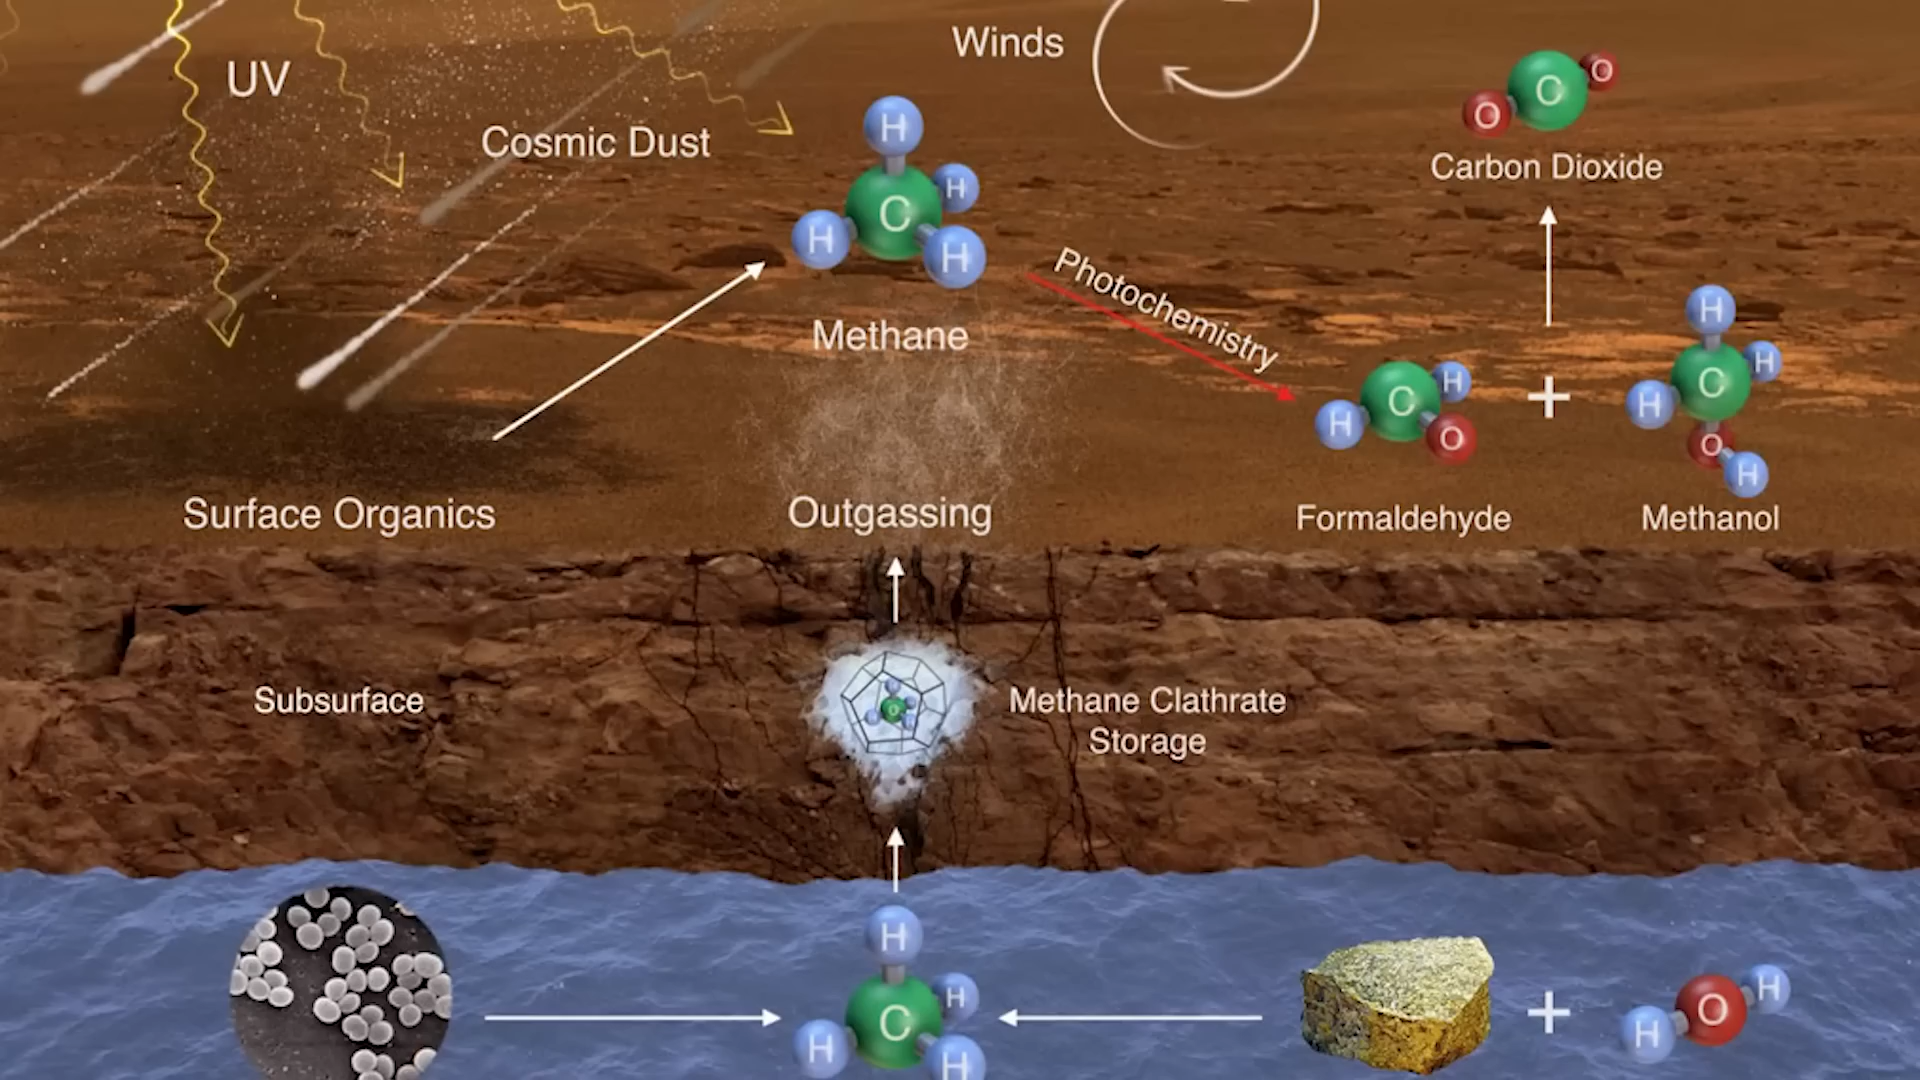 Winds
UV
O
C
O
H
Cosmic Dust
Carbon Dioxide
H
C
H
H
Photochemistry
H
Methane
H
C
H
C
H
H
+
O
O
H
Surface Organics
Outgassing
Formaldehyde
Methanol
Subsurface
Methane Clathrate
Storage
H
H
C
H
H
+
H
O
H